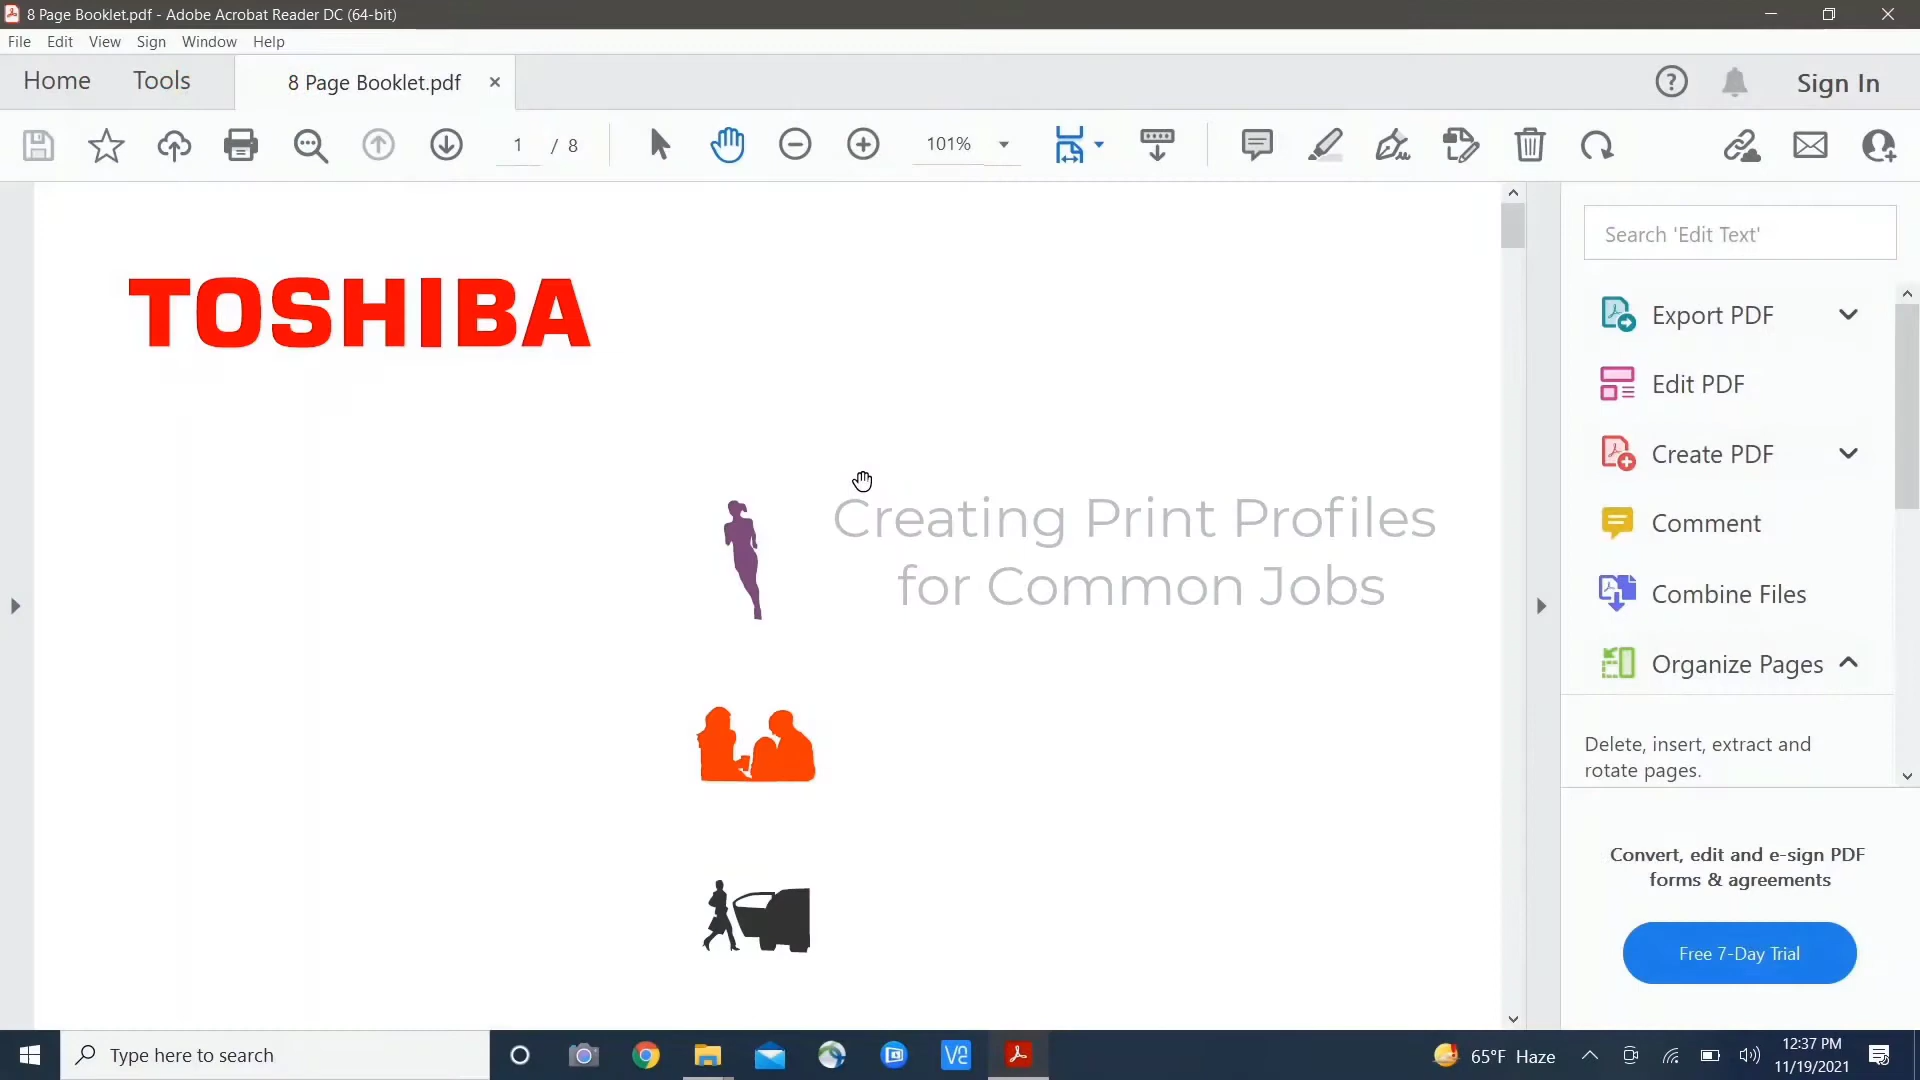 8 Page Booklet.pdf - Adobe Acrobat Reader DC (64-bit)
File Edit View Sign Window Help
Home Tools 8 Page Booklet.pdf Sign In
1 / 8 101%
Search 'Edit Text'
TOSHIBA
Export PDF
Edit PDF
Create PDF
Creating Print Profiles
for Common Jobs
Comment
Combine Files
Organize Pages
Delete, insert, extract and
rotate pages.
Convert, edit and e-sign PDF
forms & agreements
Free 7-Day Trial
Type here to search
V2
65°F Haze
12:37 PM
11/19/2021